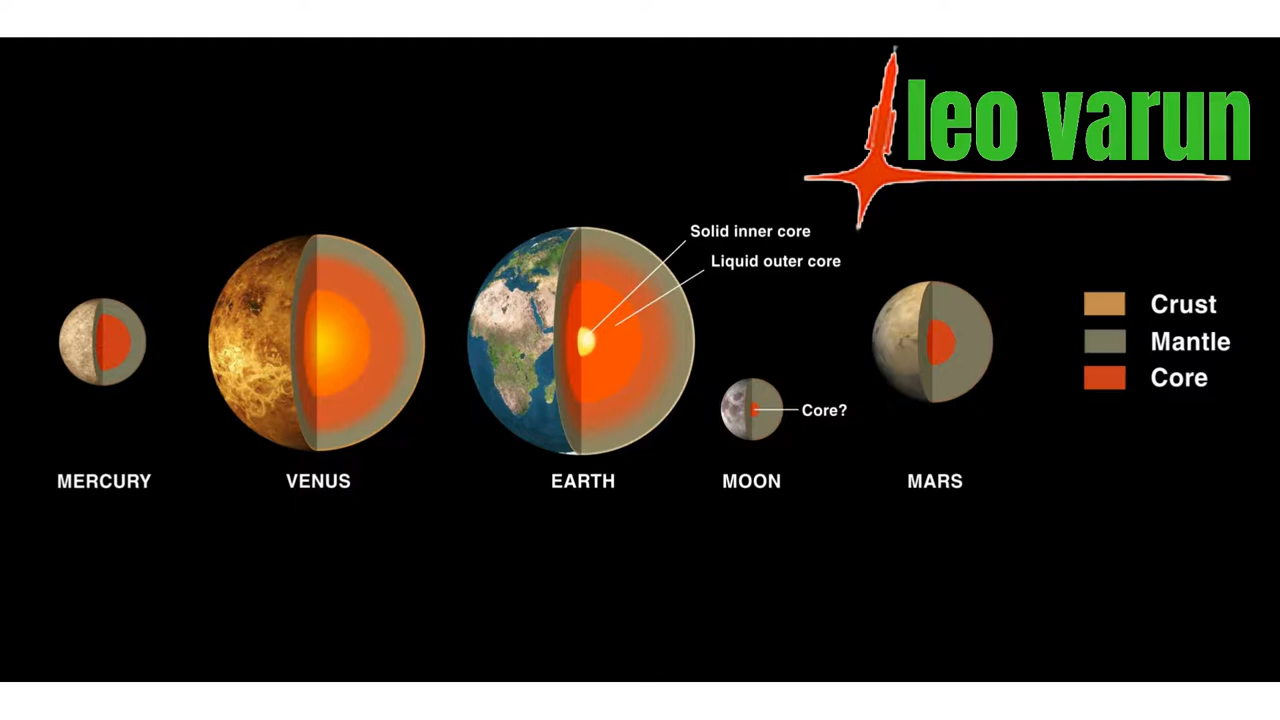 leo varun
Solid inner core
Liquid outer core
Crust
Mantle
Core
Core?
MERCURY
VENUS
EARTH
MOON
MARS